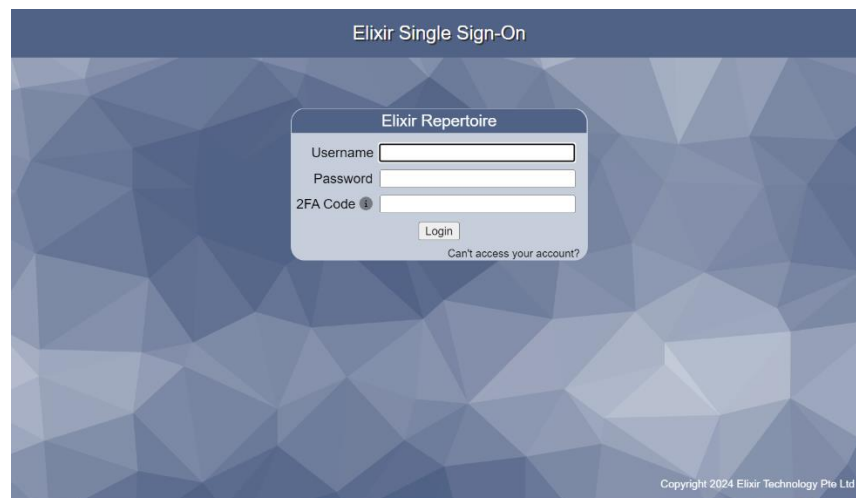 Elixir Single Sign-On
Elixir Repertoire
Username
Password
2FA Code i
Login
Can't access your account?
Copyright 2024 Elixir Technology Pte Ltd